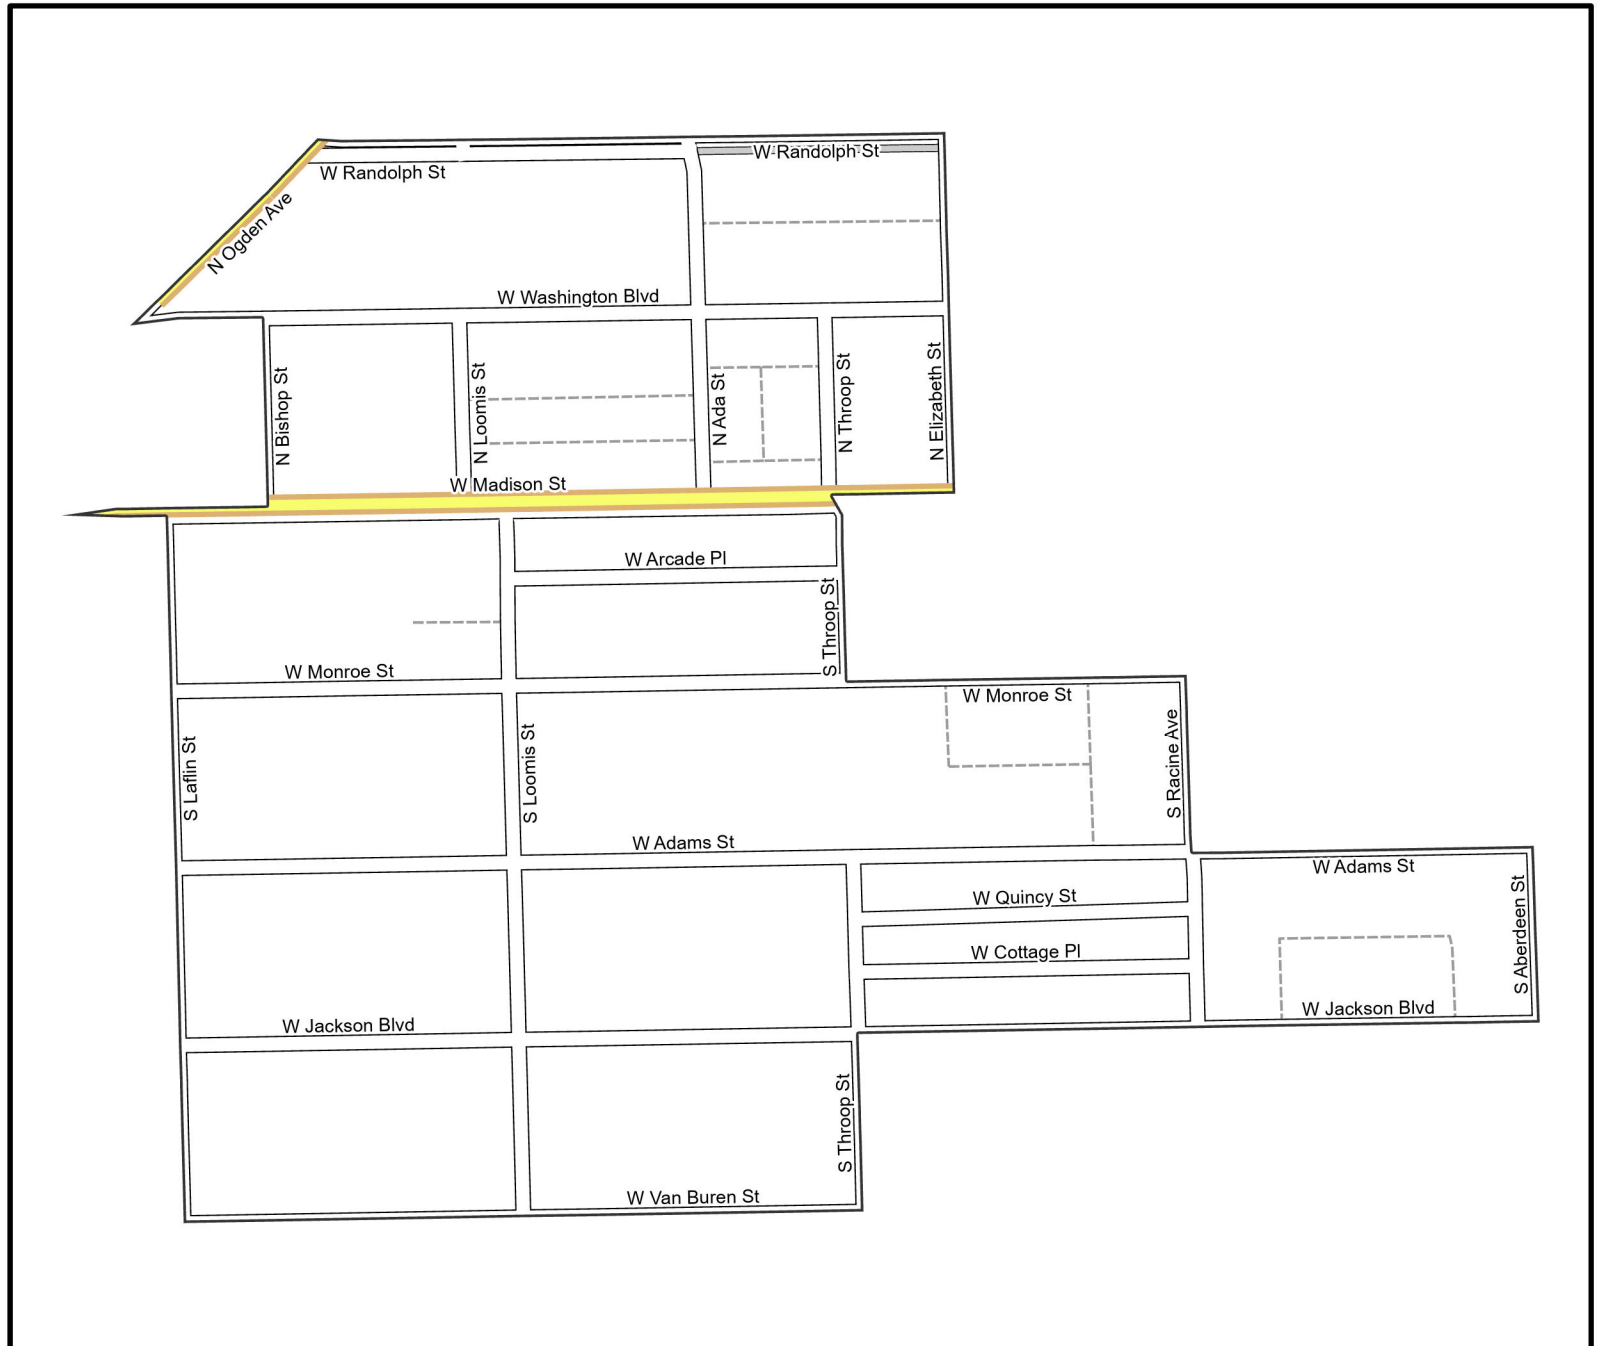 W Randolph St
W Randolph St
N Ogden Ave
W Washington Blvd
N Bishop St
N Loomis St
N Ada St
N Throop St
N Elizabeth St
W Madison St
W Arcade Pl
S Throop St
W Monroe St
W Monroe St
S Laflin St
S Loomis St
S Racine Ave
W Adams St
W Adams St
W Quincy St
S Aberdeen St
W Cottage Pl
W Jackson Blvd
W Jackson Blvd
S Throop St
W Van Buren St